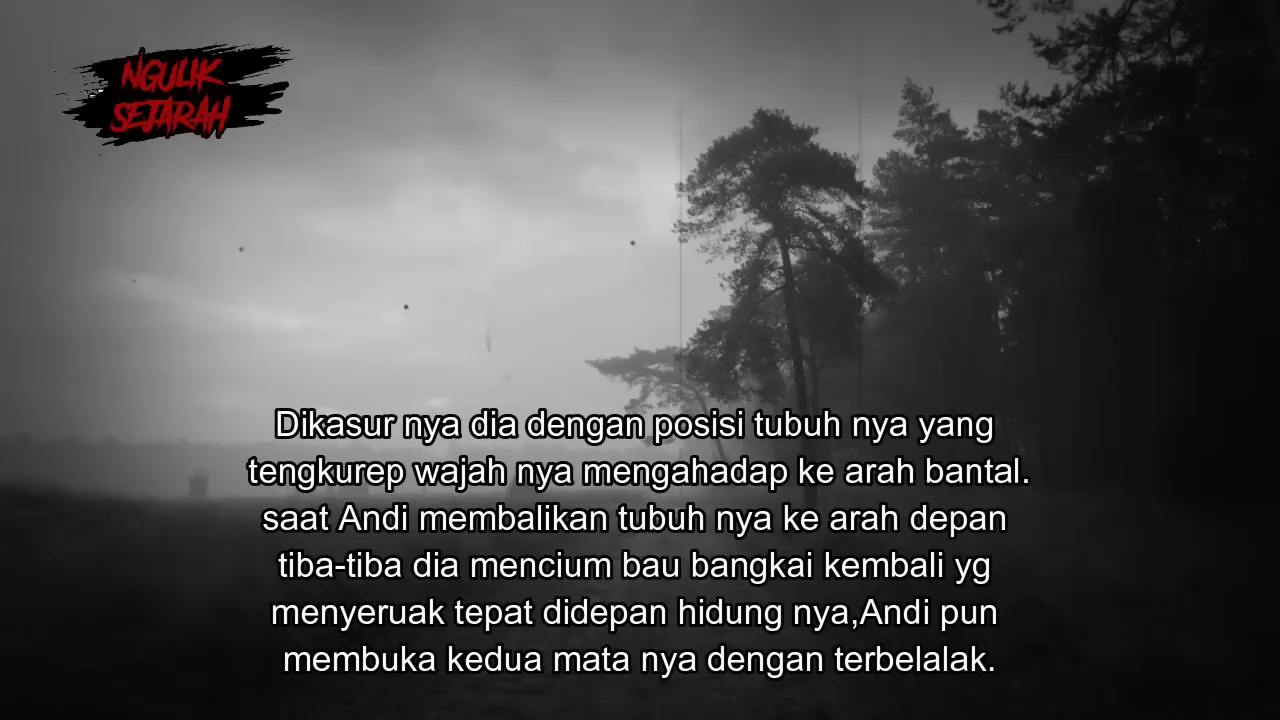 NGULIK
SEJARAH
Dikasur nya dia dengan posisi tubuh nya yang
tengkurep wajah nya mengahadap ke arah bantal.
saat Andi membalikan tubuh nya ke arah depan
tiba-tiba dia mencium bau bangkai kembali yg
menyeruak tepat didepan hidung nya,Andi pun
membuka kedua mata nya dengan terbelalak.